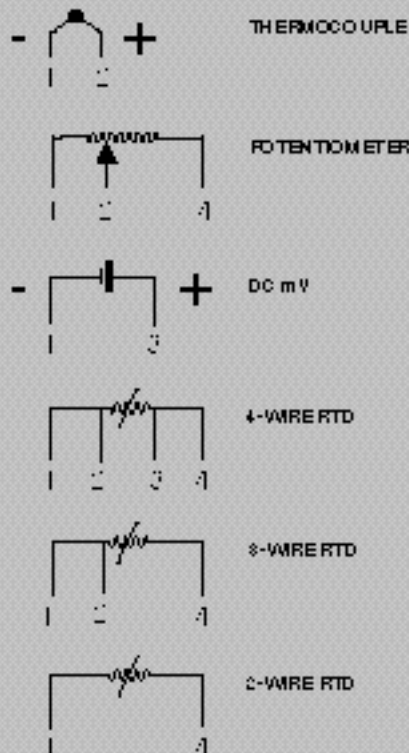 - + THERMOCOUPLE
1 2
POTENTIOMETER
1 2 4
- + DC mV
1 3
4-WIRE RTD
1 2 3 4
3-WIRE RTD
1 2 4
2-WIRE RTD
1 4